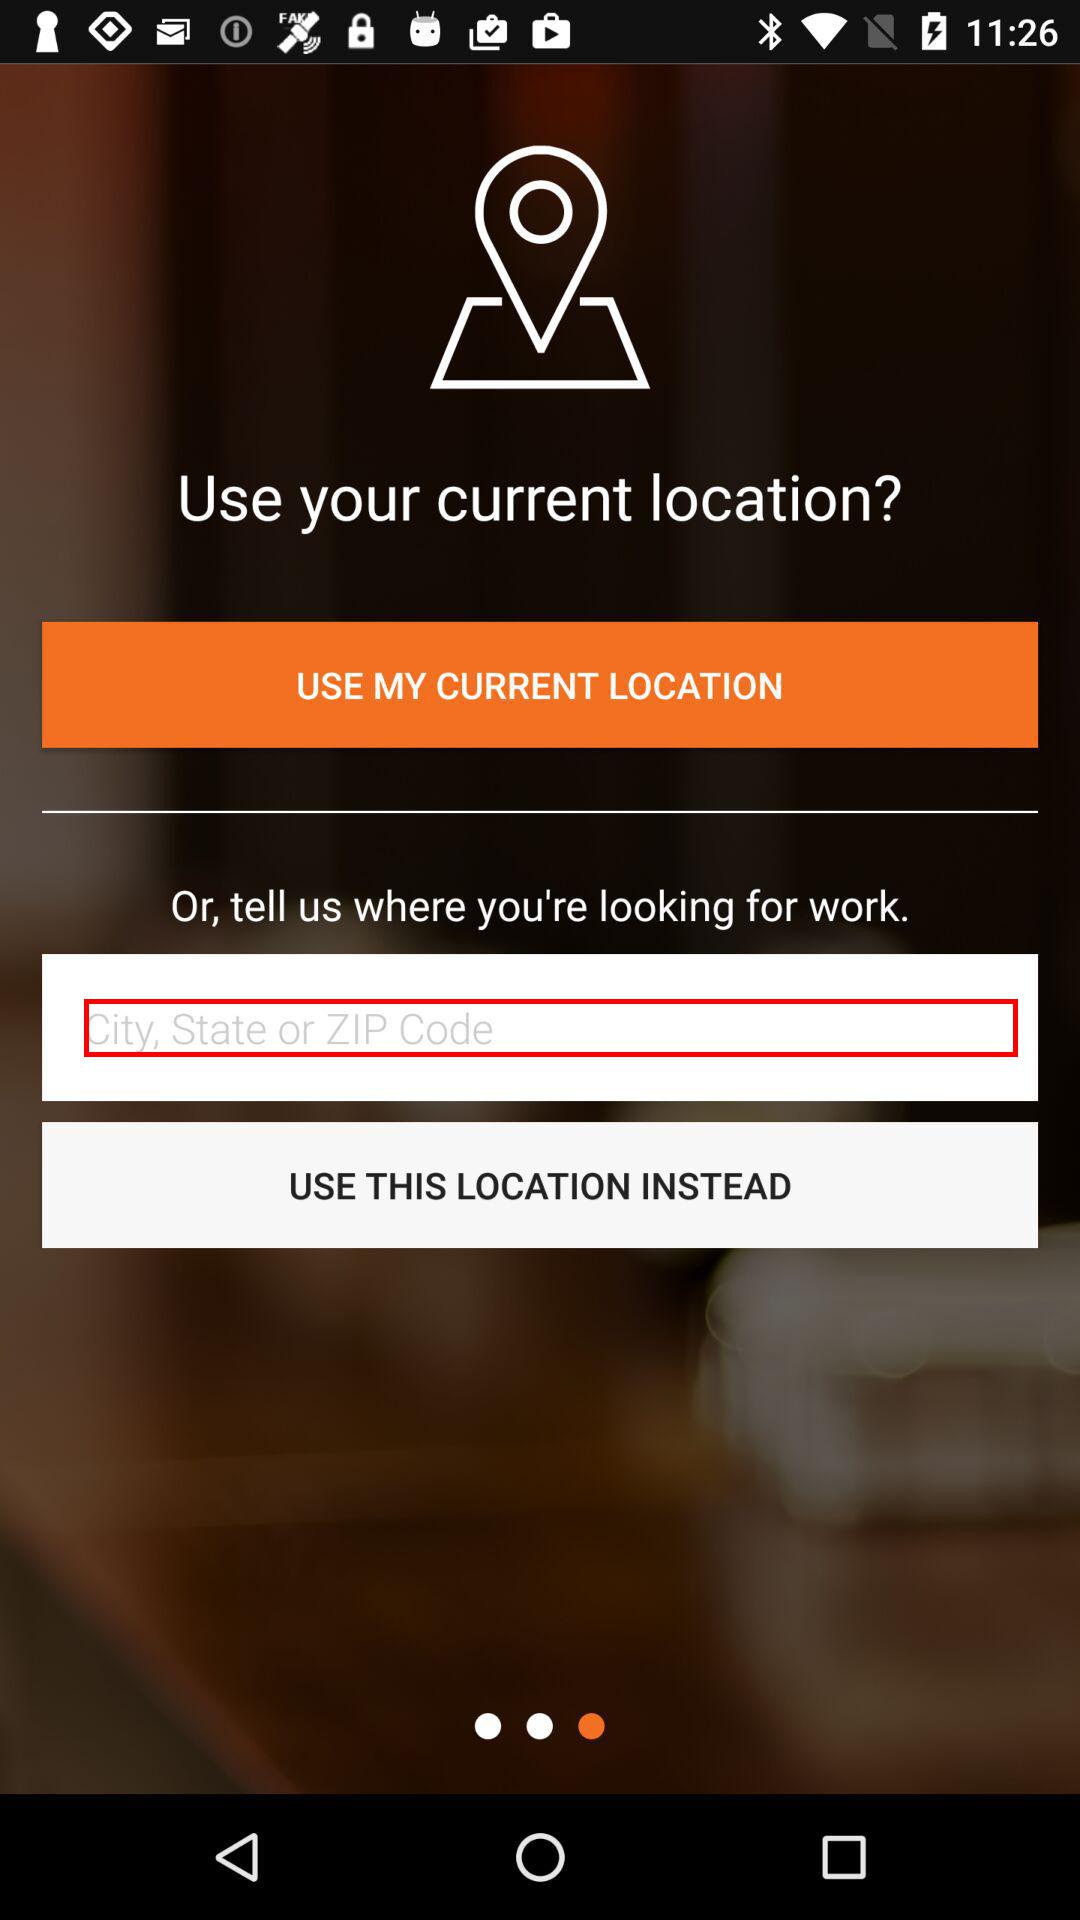 FAKE
11:26
Use your current location?
USE MY CURRENT LOCATION
Or, tell us where you're looking for work.
City, State or ZIP Code
USE THIS LOCATION INSTEAD